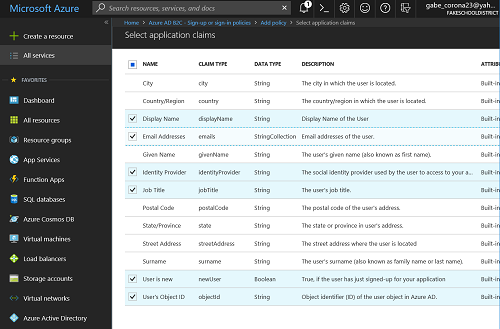 Microsoft Azure
Search resources, services, and docs
1
gabe_corona23@yah...
FAKESCHOOLDISTRICT
Home > Azure AD B2C - Sign-up or sign-in policies > Add policy > Select application claims
Select application claims
Create a resource
All services
FAVORITES
Dashboard
All resources
Resource groups
App Services
Function Apps
SQL databases
Azure Cosmos DB
Virtual machines
Load balancers
Storage accounts
Virtual networks
Azure Active Directory
NAME CLAIM TYPE DATA TYPE DESCRIPTION ATTRIB
City city String The city in which the user is located. Built-in
Country/Region country String The country/region in which the user is located. Built-in
Display Name displayName String Display Name of the User Built-in
Email Addresses emails StringCollection Email addresses of the user. Built-in
Given Name givenName String The user's given name (also known as first name). Built-in
Identity Provider identityProvider String The social identity provider used by the user to access to your a... Built-in
Job Title jobTitle String The user's job title. Built-in
Postal Code postalCode String The postal code of the user's address. Built-in
State/Province state String The state or province in user's address. Built-in
Street Address streetAddress String The street address where the user is located Built-in
Surname surname String The user's surname (also known as family name or last name). Built-in
User is new newUser Boolean True, if the user has just signed-up for your application Built-in
User's Object ID objectId String Object identifier (ID) of the user object in Azure AD. Built-in